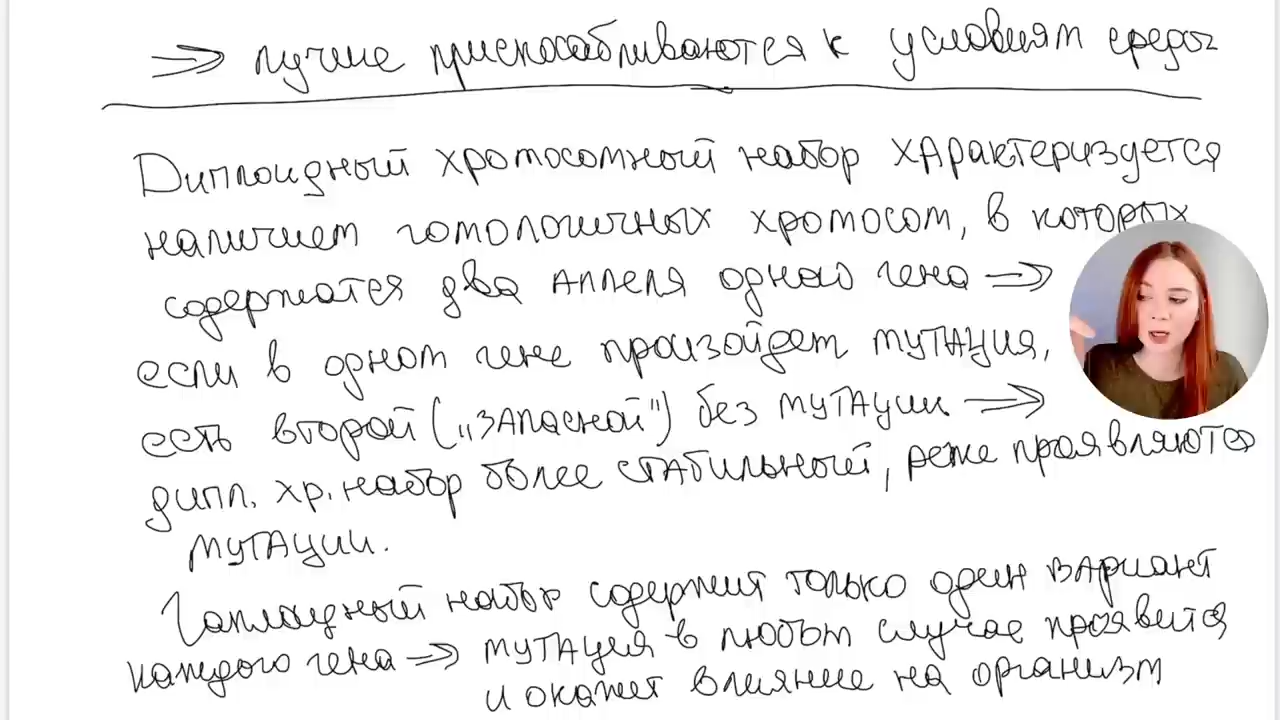 => лучше приспосабливаются к условиям среды
Диплоидный хромосомный набор характеризуется
наличием гомологичных хромосом, в которых
содержатся два аллеля одного гена =>
если в одном гене произойдет мутация,
есть второй („запасной") без мутации =>
дипл. хр. набор более стабильный, реже проявляются
мутации.
Гаплоидный набор содержит только один вариант
каждого гена => мутация в любом случае проявится
и окажет влияние на организм